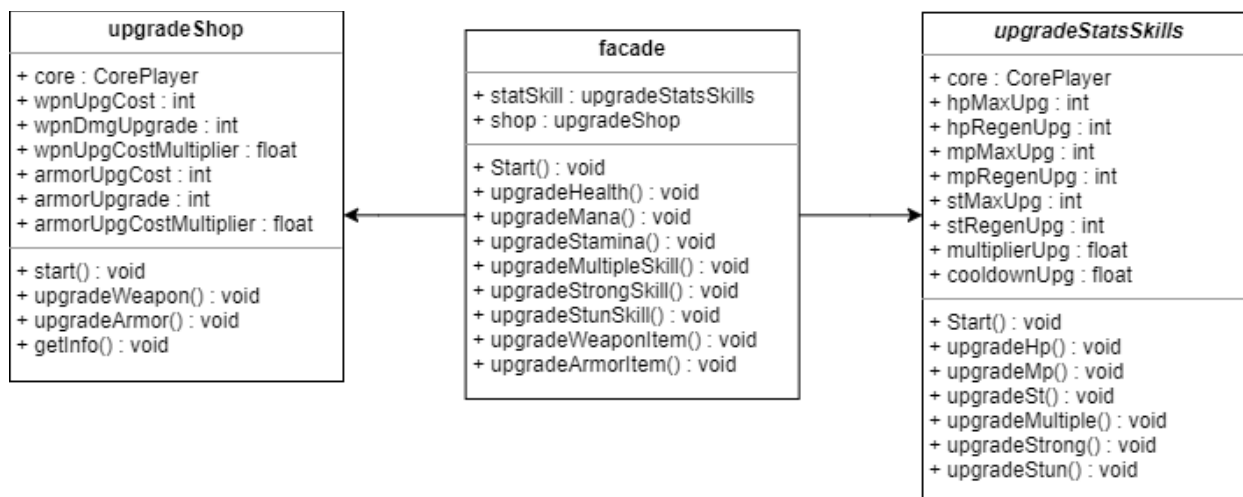 upgradeShop
+ core : CorePlayer
+ wpnUpgCost : int
+ wpnDmgUpgrade : int
+ wpnUpgCostMultiplier : float
+ armorUpgCost : int
+ armorUpgrade : int
+ armorUpgCostMultiplier : float
+ start() : void
+ upgradeWeapon() : void
+ upgradeArmor() : void
+ getInfo() : void
facade
+ statSkill : upgradeStatsSkills
+ shop : upgradeShop
+ Start() : void
+ upgradeHealth() : void
+ upgradeMana() : void
+ upgradeStamina() : void
+ upgradeMultipleSkill() : void
+ upgradeStrongSkill() : void
+ upgradeStunSkill() : void
+ upgradeWeaponItem() : void
+ upgradeArmorItem() : void
upgradeStatsSkills
+ core : CorePlayer
+ hpMaxUpg : int
+ hpRegenUpg : int
+ mpMaxUpg : int
+ mpRegenUpg : int
+ stMaxUpg : int
+ stRegenUpg : int
+ multiplierUpg : float
+ cooldownUpg : float
+ Start() : void
+ upgradeHp() : void
+ upgradeMp() : void
+ upgradeSt() : void
+ upgradeMultiple() : void
+ upgradeStrong() : void
+ upgradeStun() : void